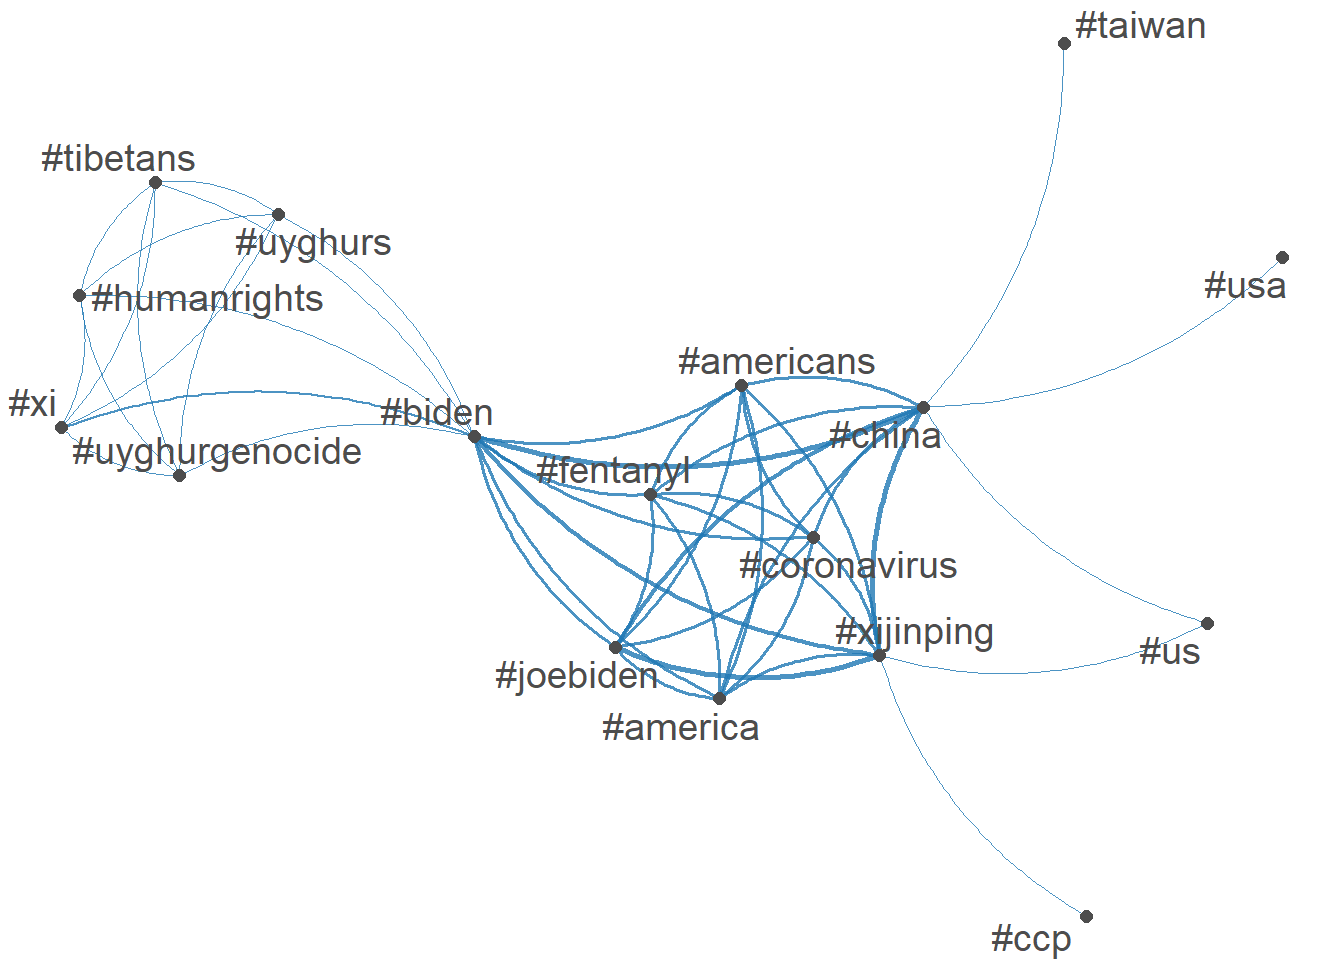 #taiwan
#tibetans
#uyghurs
#usa
#humanrights
#americans
#xi
#biden
#china
#uyghurgenocide
#fentanyl
#coronavirus
#xijinping
#us
#joebiden
#america
#ccp